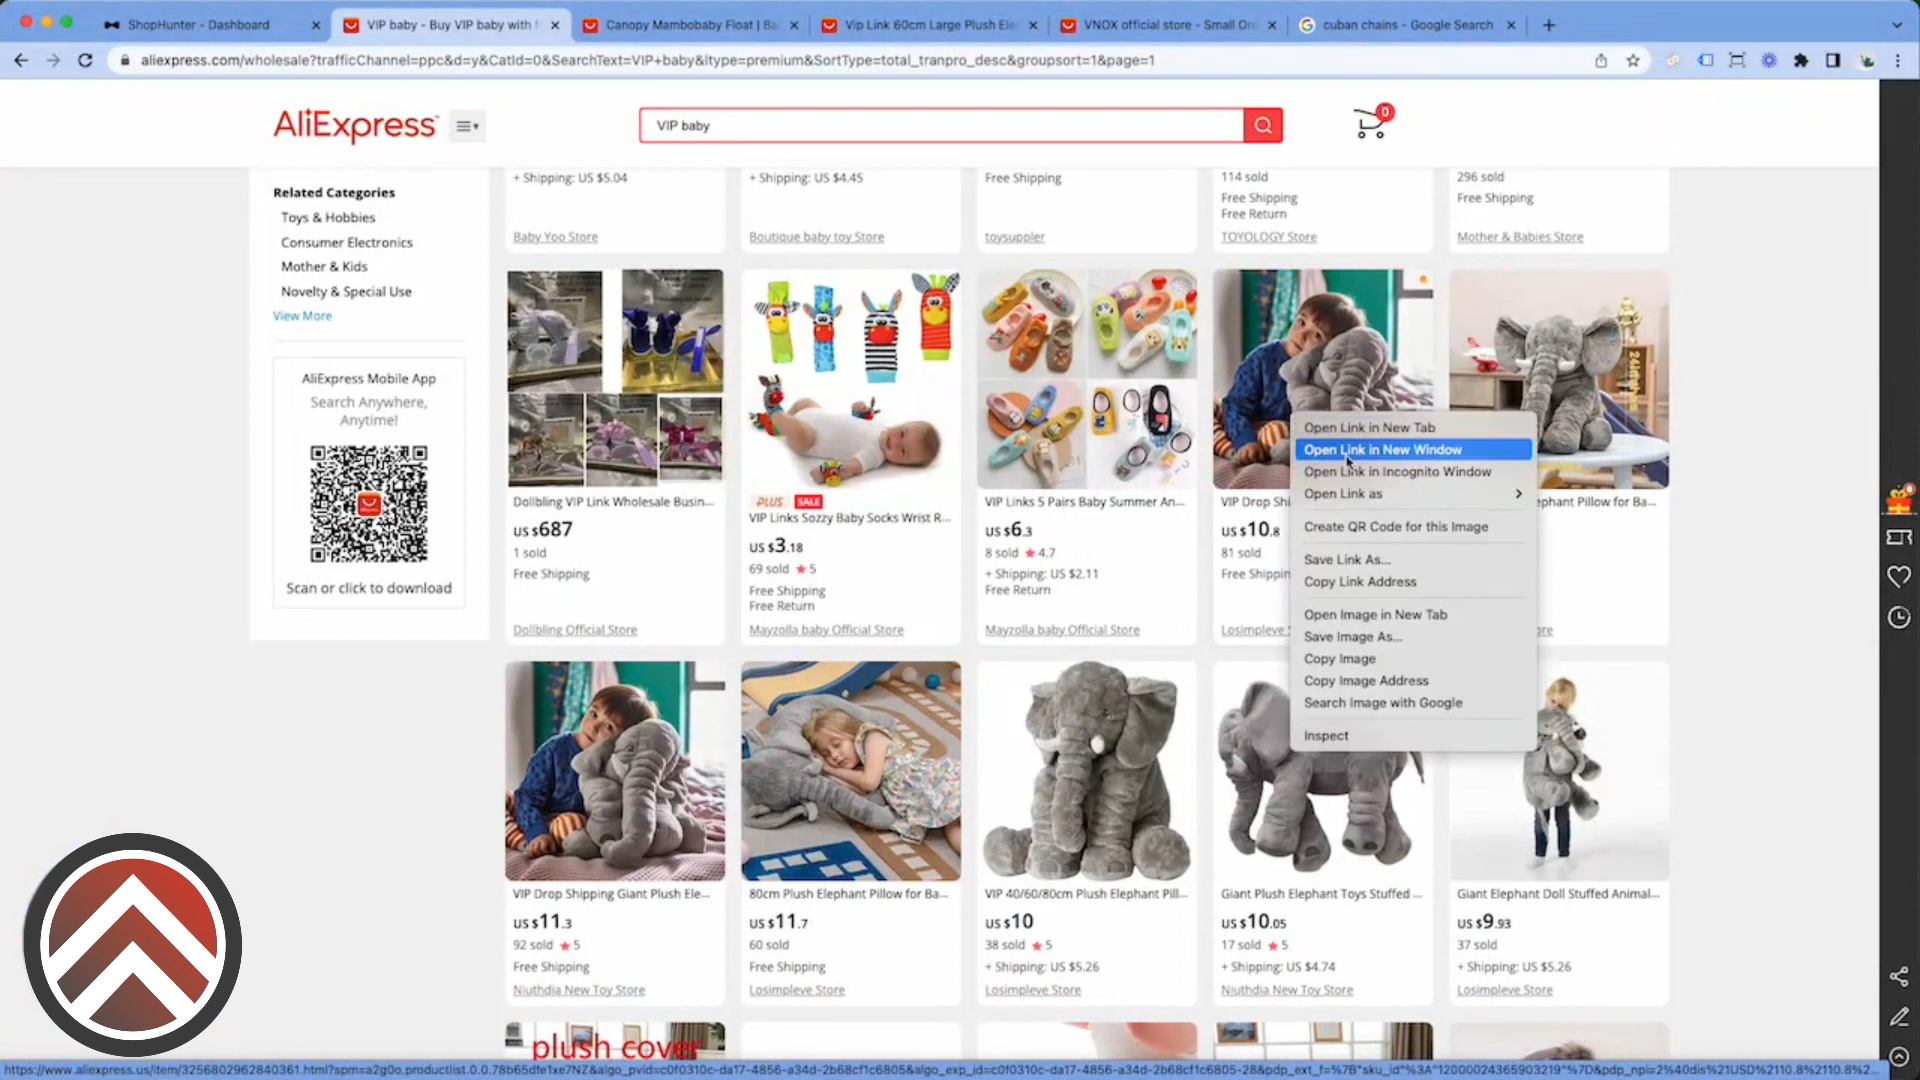 ShopHunter - Dashboard
VIP baby - Buy VIP baby with f
Canopy Mambobaby Float | Ba
Vip Link 60cm Large Plush Ele
VNOX official store - Small Or
cuban chains - Google Search
aliexpress.com/wholesale?trafficChannel=ppc&d=y&CatId=0&SearchText=VIP+baby&ltype=premium&SortType=total_tranpro_desc&groupsort=1&page=1
AliExpress
VIP baby
0
Related Categories
Toys & Hobbies
Consumer Electronics
Mother & Kids
Novelty & Special Use
View More
AliExpress Mobile App
Search Anywhere,
Anytime!
Scan or click to download
+ Shipping: US $5.04
Baby Yoo Store
+ Shipping: US $4.45
Boutique baby toy Store
Free Shipping
toysuppler
114 sold
Free Shipping
Free Return
TOYOLOGY Store
296 sold
Free Shipping
Mother & Babies Store
Dollbling VIP Link Wholesale Busin...
US $687
1 sold
Free Shipping
Dollbling Official Store
PLUS SALE
VIP Links Sozzy Baby Socks Wrist R...
US $3.18
69 sold ★ 5
Free Shipping
Free Return
Mayzolla baby Official Store
VIP Links 5 Pairs Baby Summer An...
US $6.3
8 sold ★ 4.7
+ Shipping: US $2.11
Free Return
Mayzolla baby Official Store
VIP Drop Shi
US $10.8
81 sold
Free Shippin
Losimpleve S
ephant Pillow for Ba...
Open Link in New Tab
Open Link in New Window
Open Link in Incognito Window
Open Link as
Create QR Code for this Image
Save Link As...
Copy Link Address
Open Image in New Tab
Save Image As...
Copy Image
Copy Image Address
Search Image with Google
Inspect
VIP Drop Shipping Giant Plush Ele...
US $11.3
92 sold ★ 5
Free Shipping
Niuthdia New Toy Store
80cm Plush Elephant Pillow for Ba...
US $11.7
60 sold
Free Shipping
Losimpleve Store
VIP 40/60/80cm Plush Elephant Pill...
US $10
38 sold ★ 5
+ Shipping: US $5.26
Losimpleve Store
Giant Plush Elephant Toys Stuffed ...
US $10.05
17 sold ★ 5
+ Shipping: US $4.74
Niuthdia New Toy Store
Giant Elephant Doll Stuffed Animal...
US $9.93
37 sold
+ Shipping: US $5.26
Losimpleve Store
plush cover